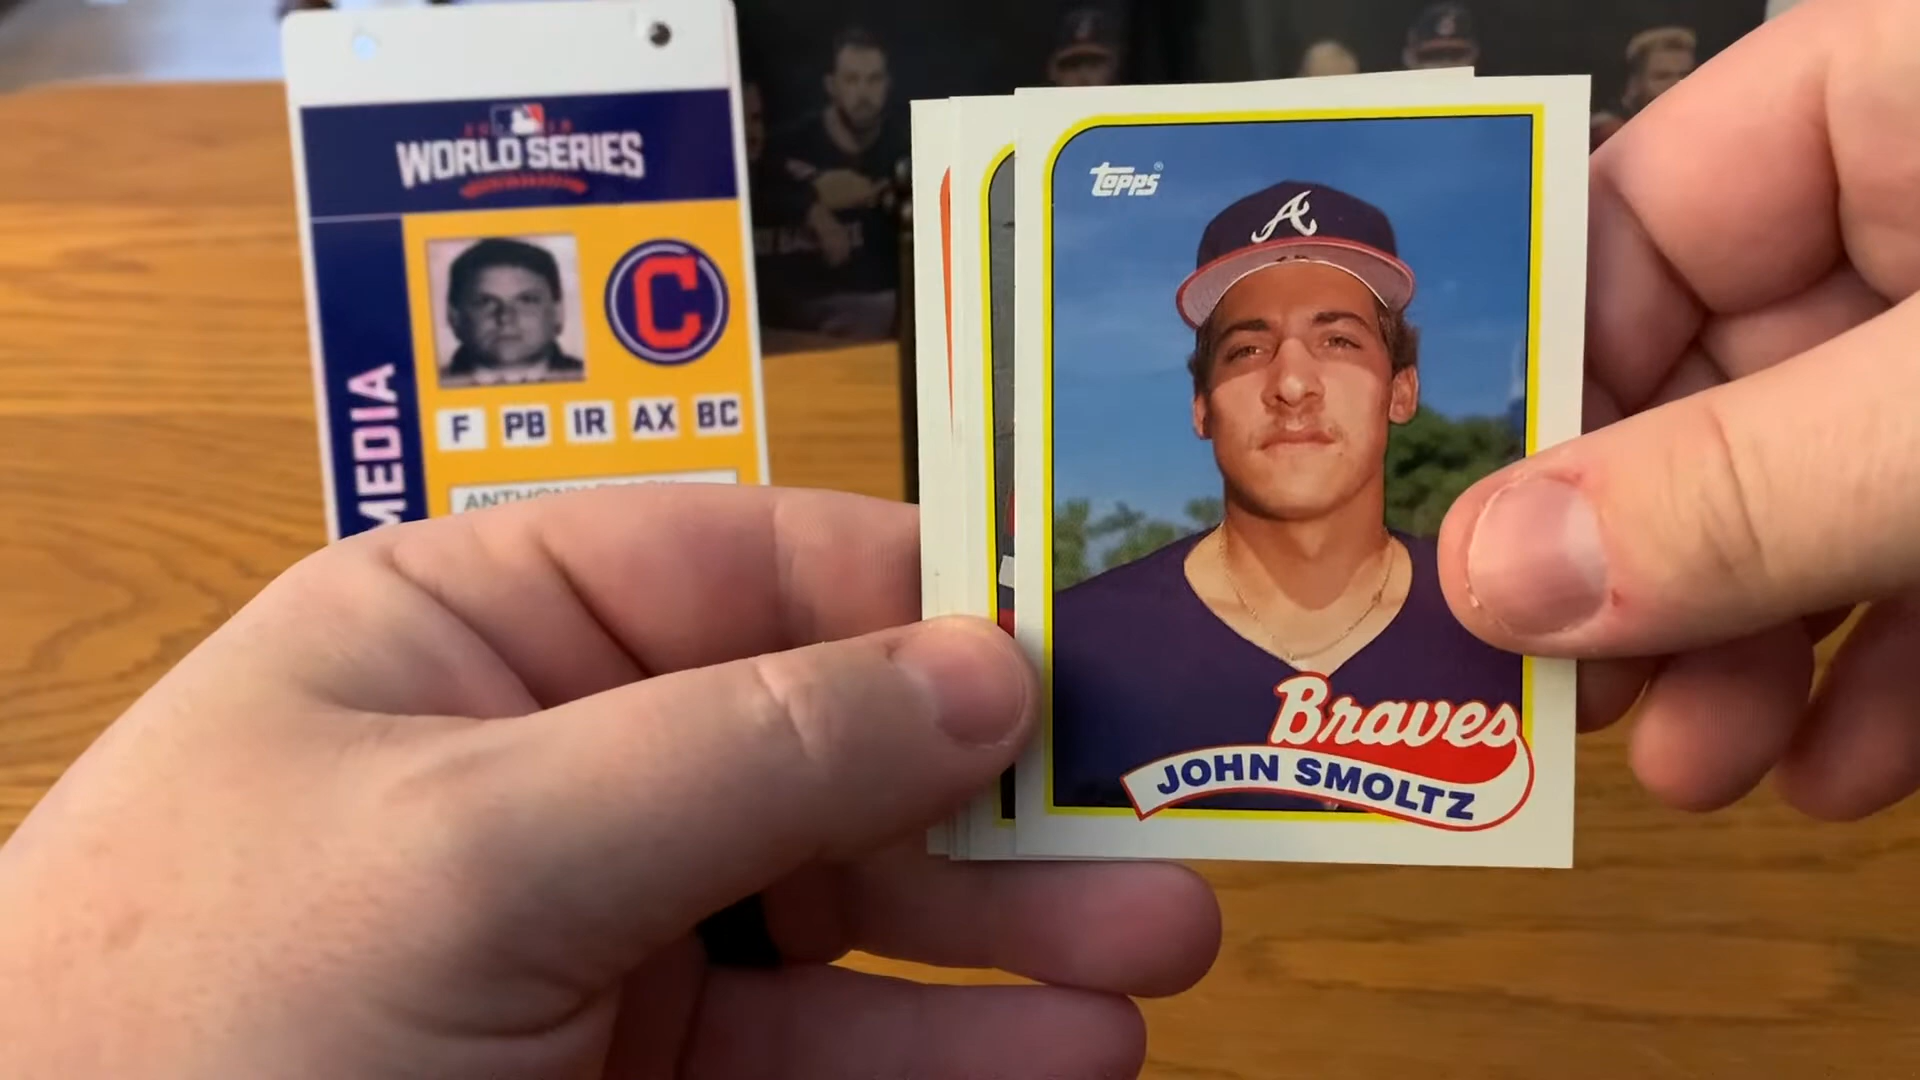 WORLD SERIES
MEDIA
C
F PB IR AX BC
topps
A
Braves
JOHN SMOLTZ